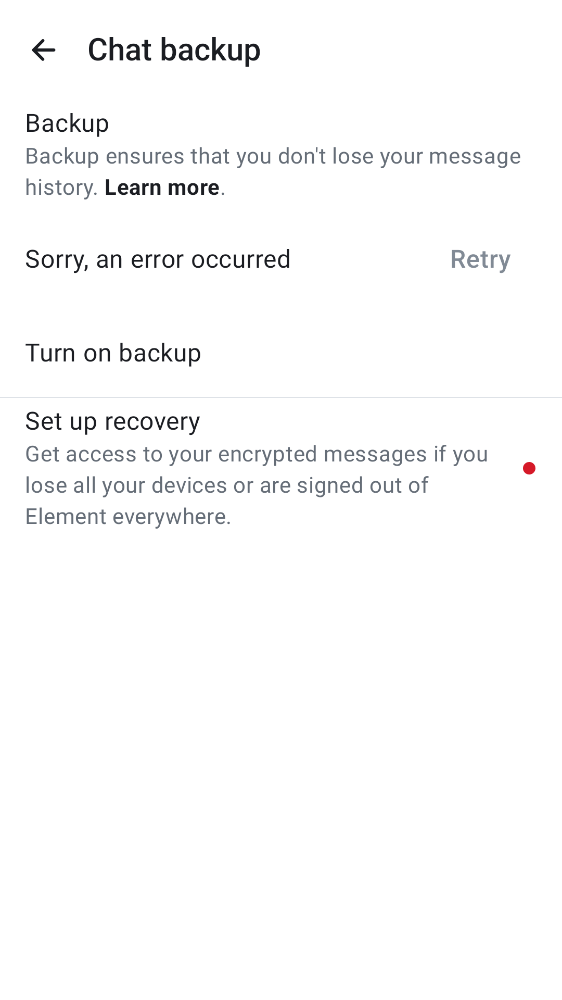 Chat backup
Backup
Backup ensures that you don't lose your message
history. Learn more.
Sorry, an error occurred
Retry
Turn on backup
Set up recovery
Get access to your encrypted messages if you
lose all your devices or are signed out of
Element everywhere.